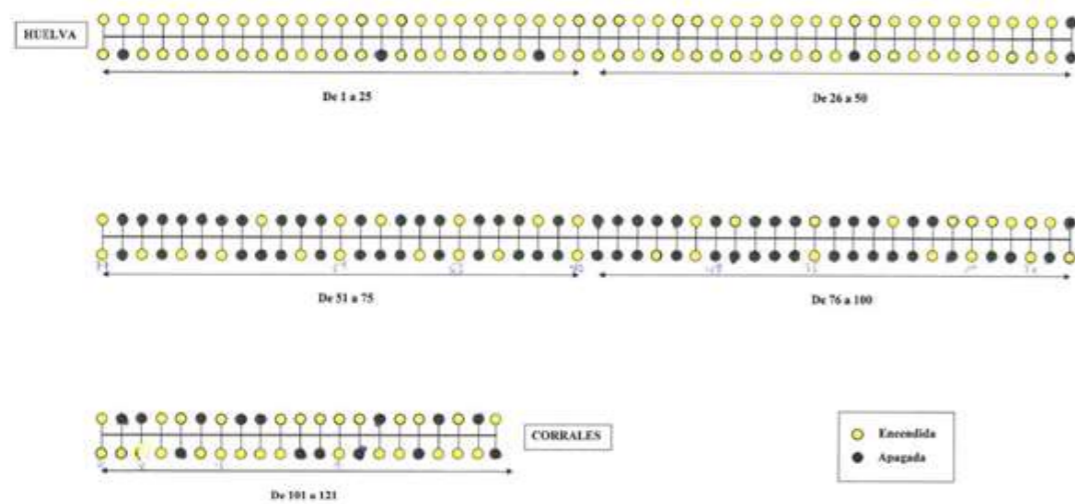 HUELVA
De 1 a 25
De 26 a 50
De 51 a 75
De 76 a 100
CORRALES
Encendida
Apagada
De 101 a 121